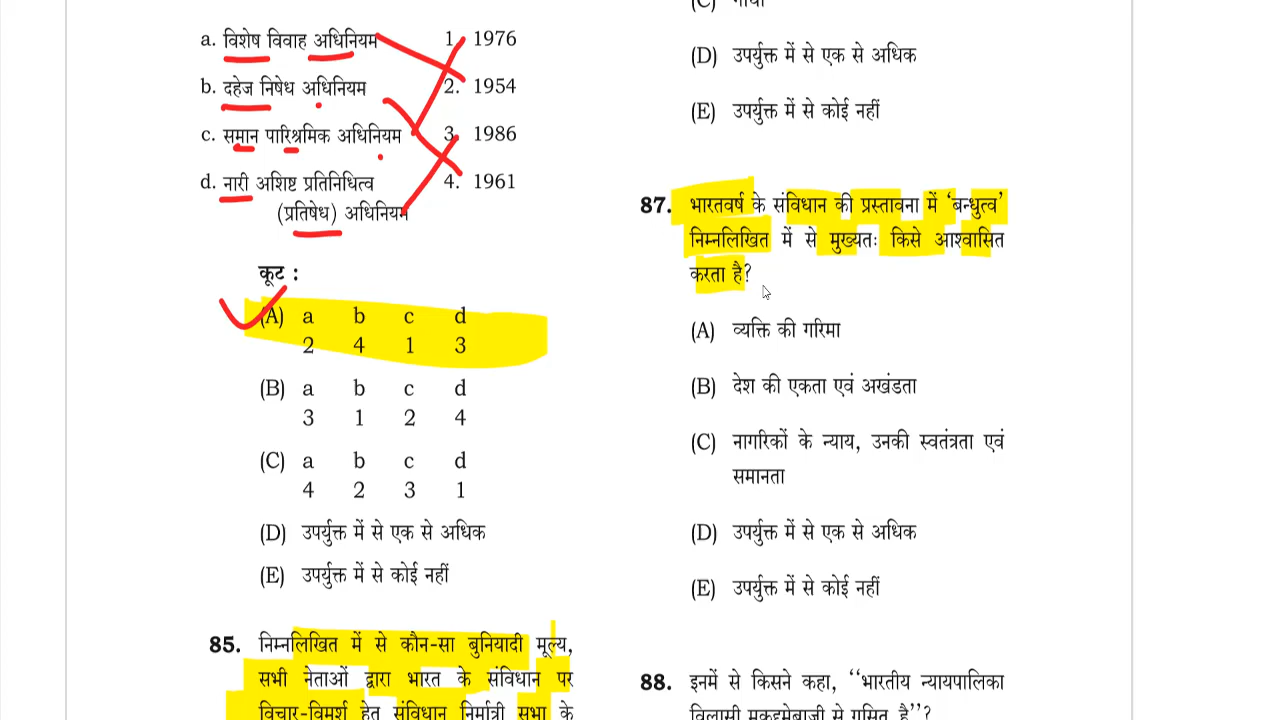 a. विशेष विवाह अधिनियम 1. 1976
b. दहेज निषेध अधिनियम 2. 1954
c. समान पारिश्रमिक अधिनियम 3. 1986
d. नारी अशिष्ट प्रतिनिधित्व 4. 1961
(प्रतिषेध) अधिनियम
कूट :
(A) a b c d
2 4 1 3
(B) a b c d
3 1 2 4
(C) a b c d
4 2 3 1
(D) उपर्युक्त में से एक से अधिक
(E) उपर्युक्त में से कोई नहीं
85. निम्नलिखित में से कौन-सा बुनियादी मूल्य,
सभी नेताओं द्वारा भारत के संविधान पर
विचार-विमर्श हेतु संविधान निर्मात्री सभा के
(C)
(D) उपर्युक्त में से एक से अधिक
(E) उपर्युक्त में से कोई नहीं
87. भारतवर्ष के संविधान की प्रस्तावना में ‘बन्धुत्व’
निम्नलिखित में से मुख्यतः किसे आश्वासित
करता है?
(A) व्यक्ति की गरिमा
(B) देश की एकता एवं अखंडता
(C) नागरिकों के न्याय, उनकी स्वतंत्रता एवं
समानता
(D) उपर्युक्त में से एक से अधिक
(E) उपर्युक्त में से कोई नहीं
88. इनमें से किसने कहा, ‘‘भारतीय न्यायपालिका
विलासी मुकद्दमेबाजी से ग्रसित है’’?